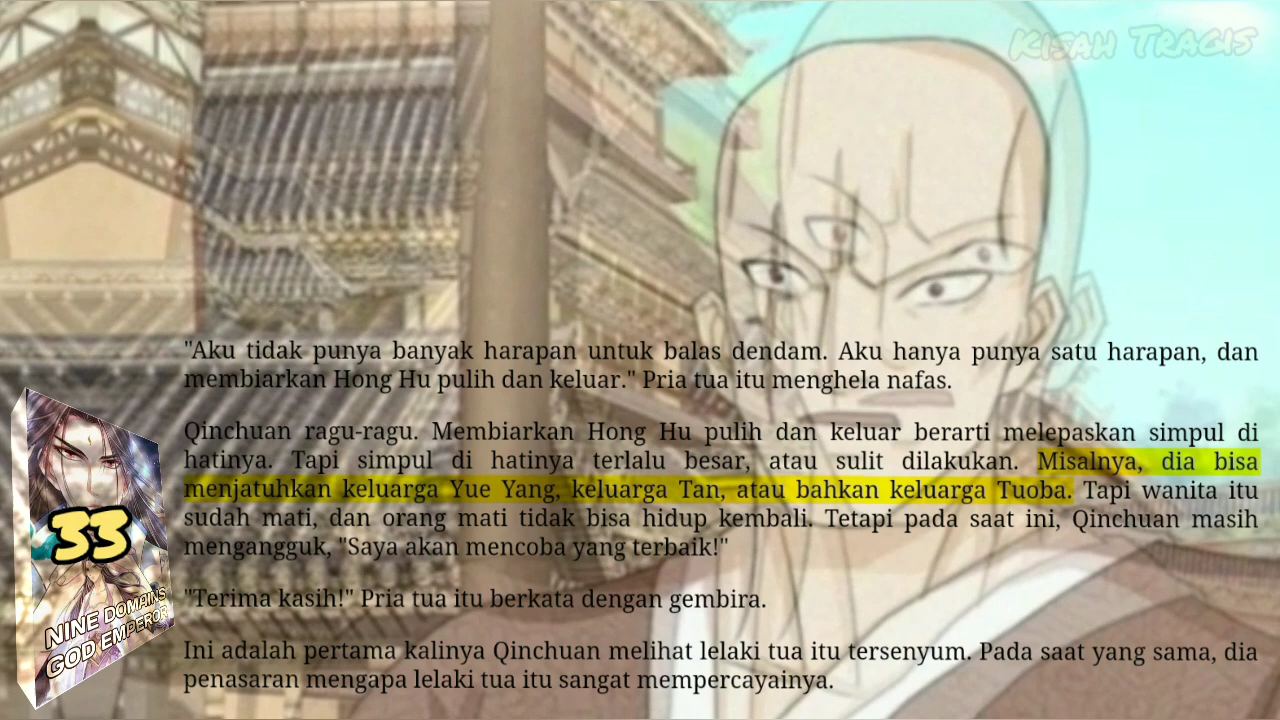 Kisah Tragis
"Aku tidak punya banyak harapan untuk balas dendam. Aku hanya punya satu harapan, dan
membiarkan Hong Hu pulih dan keluar." Pria tua itu menghela nafas.
Qinchuan ragu-ragu. Membiarkan Hong Hu pulih dan keluar berarti melepaskan simpul di
hatinya. Tapi simpul di hatinya terlalu besar, atau sulit dilakukan. Misalnya, dia bisa
menjatuhkan keluarga Yue Yang, keluarga Tan, atau bahkan keluarga Tuoba. Tapi wanita itu
sudah mati, dan orang mati tidak bisa hidup kembali. Tetapi pada saat ini, Qinchuan masih
mengangguk, "Saya akan mencoba yang terbaik!"
"Terima kasih!" Pria tua itu berkata dengan gembira.
Ini adalah pertama kalinya Qinchuan melihat lelaki tua itu tersenyum. Pada saat yang sama, dia
penasaran mengapa lelaki tua itu sangat mempercayainya.
33
NINE DOMAINS
GOD EMPEROR